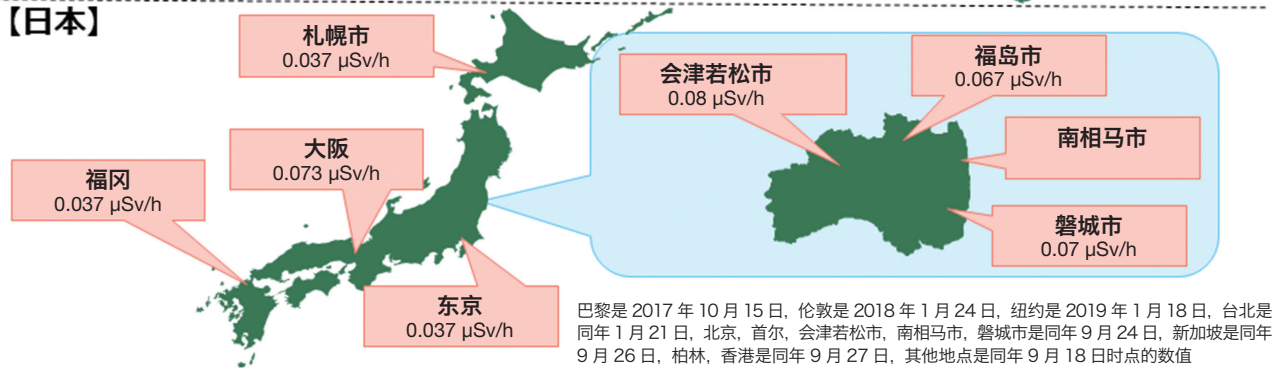 【日本】
札幌市
0.037 μSv/h
福岛市
0.067 μSv/h
会津若松市
0.08 μSv/h
南相马市
大阪
0.073 μSv/h
福冈
0.037 μSv/h
磐城市
0.07 μSv/h
东京
0.037 μSv/h
巴黎是 2017 年 10 月 15 日, 伦敦是 2018 年 1 月 24 日, 纽约是 2019 年 1 月 18 日, 台北是
同年 1 月 21 日, 北京, 首尔, 会津若松市, 南相马市, 磐城市是同年 9 月 24 日, 新加坡是同年
9 月 26 日, 柏林, 香港是同年 9 月 27 日, 其他地点是同年 9 月 18 日时点的数值